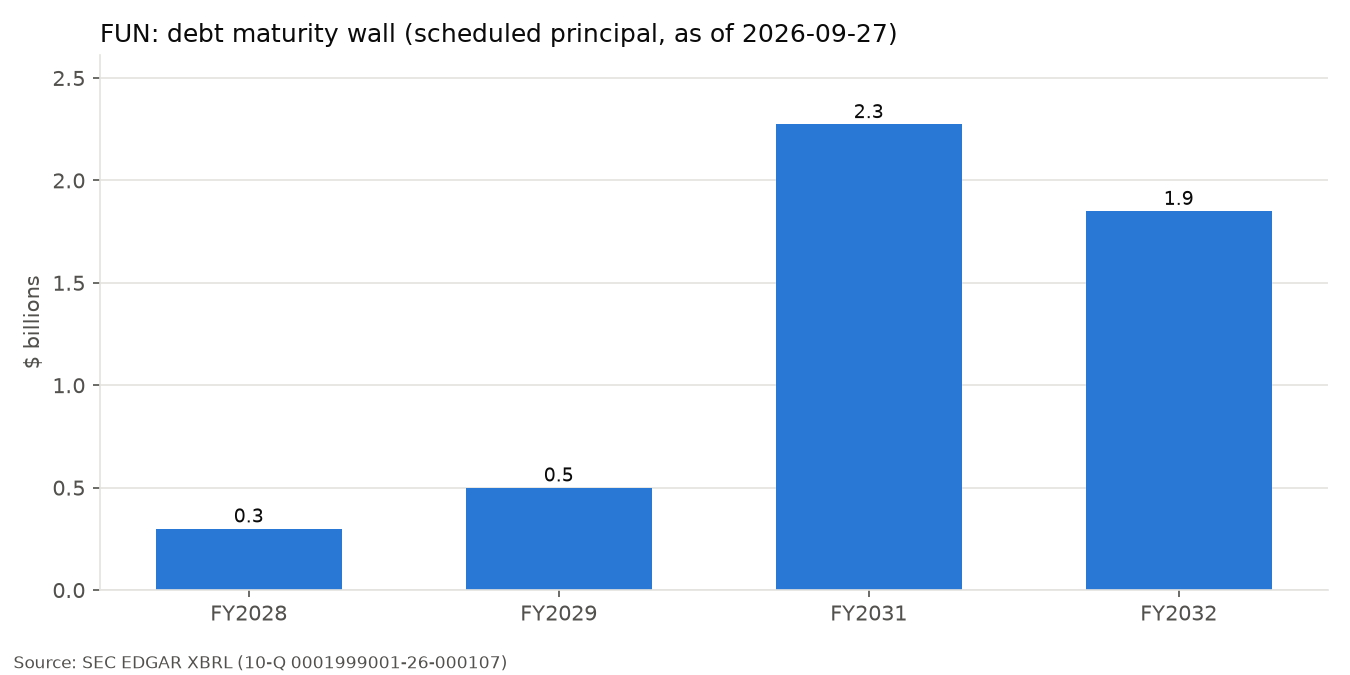 FUN: debt maturity wall (scheduled principal, as of 2026-09-27)
$ billions
2.5
2.0
1.5
1.0
0.5
0.0
0.3
0.5
2.3
1.9
FY2028
FY2029
FY2031
FY2032
Source: SEC EDGAR XBRL (10-Q 0001999001-26-000107)